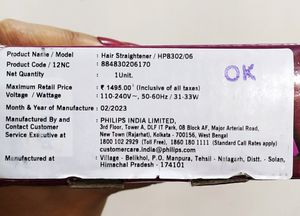 Product Name / Model : Hair Straightener / HP8302/06
Product Code / 12NC : 884830206170
Net Quantity : 1Unit.
OK
Maximum Retail Price : ₹ 1495.00 (Inclusive of all taxes)
Voltage / Wattage : 110-240V~, 50-60Hz / 31-33W
Month & Year of Manufacture : 02/2023
Manufactured By and Contact Customer Service Executive at : PHILIPS INDIA LIMITED,
3rd Floor, Tower A, DLF IT Park, 08 Block AF, Major Arterial Road,
New Town (Rajarhat), Kolkata - 700156, West Bengal
1800 102 2929 (Toll Free), 1860 180 1111 (Standard Call Rates Apply)
customercare.india@philips.com
Manufactured at : Village - Balikhol, P.O. Manpura, Tehsil - Nalagarh, Distt. - Solan,
Himachal Pradesh - 174101